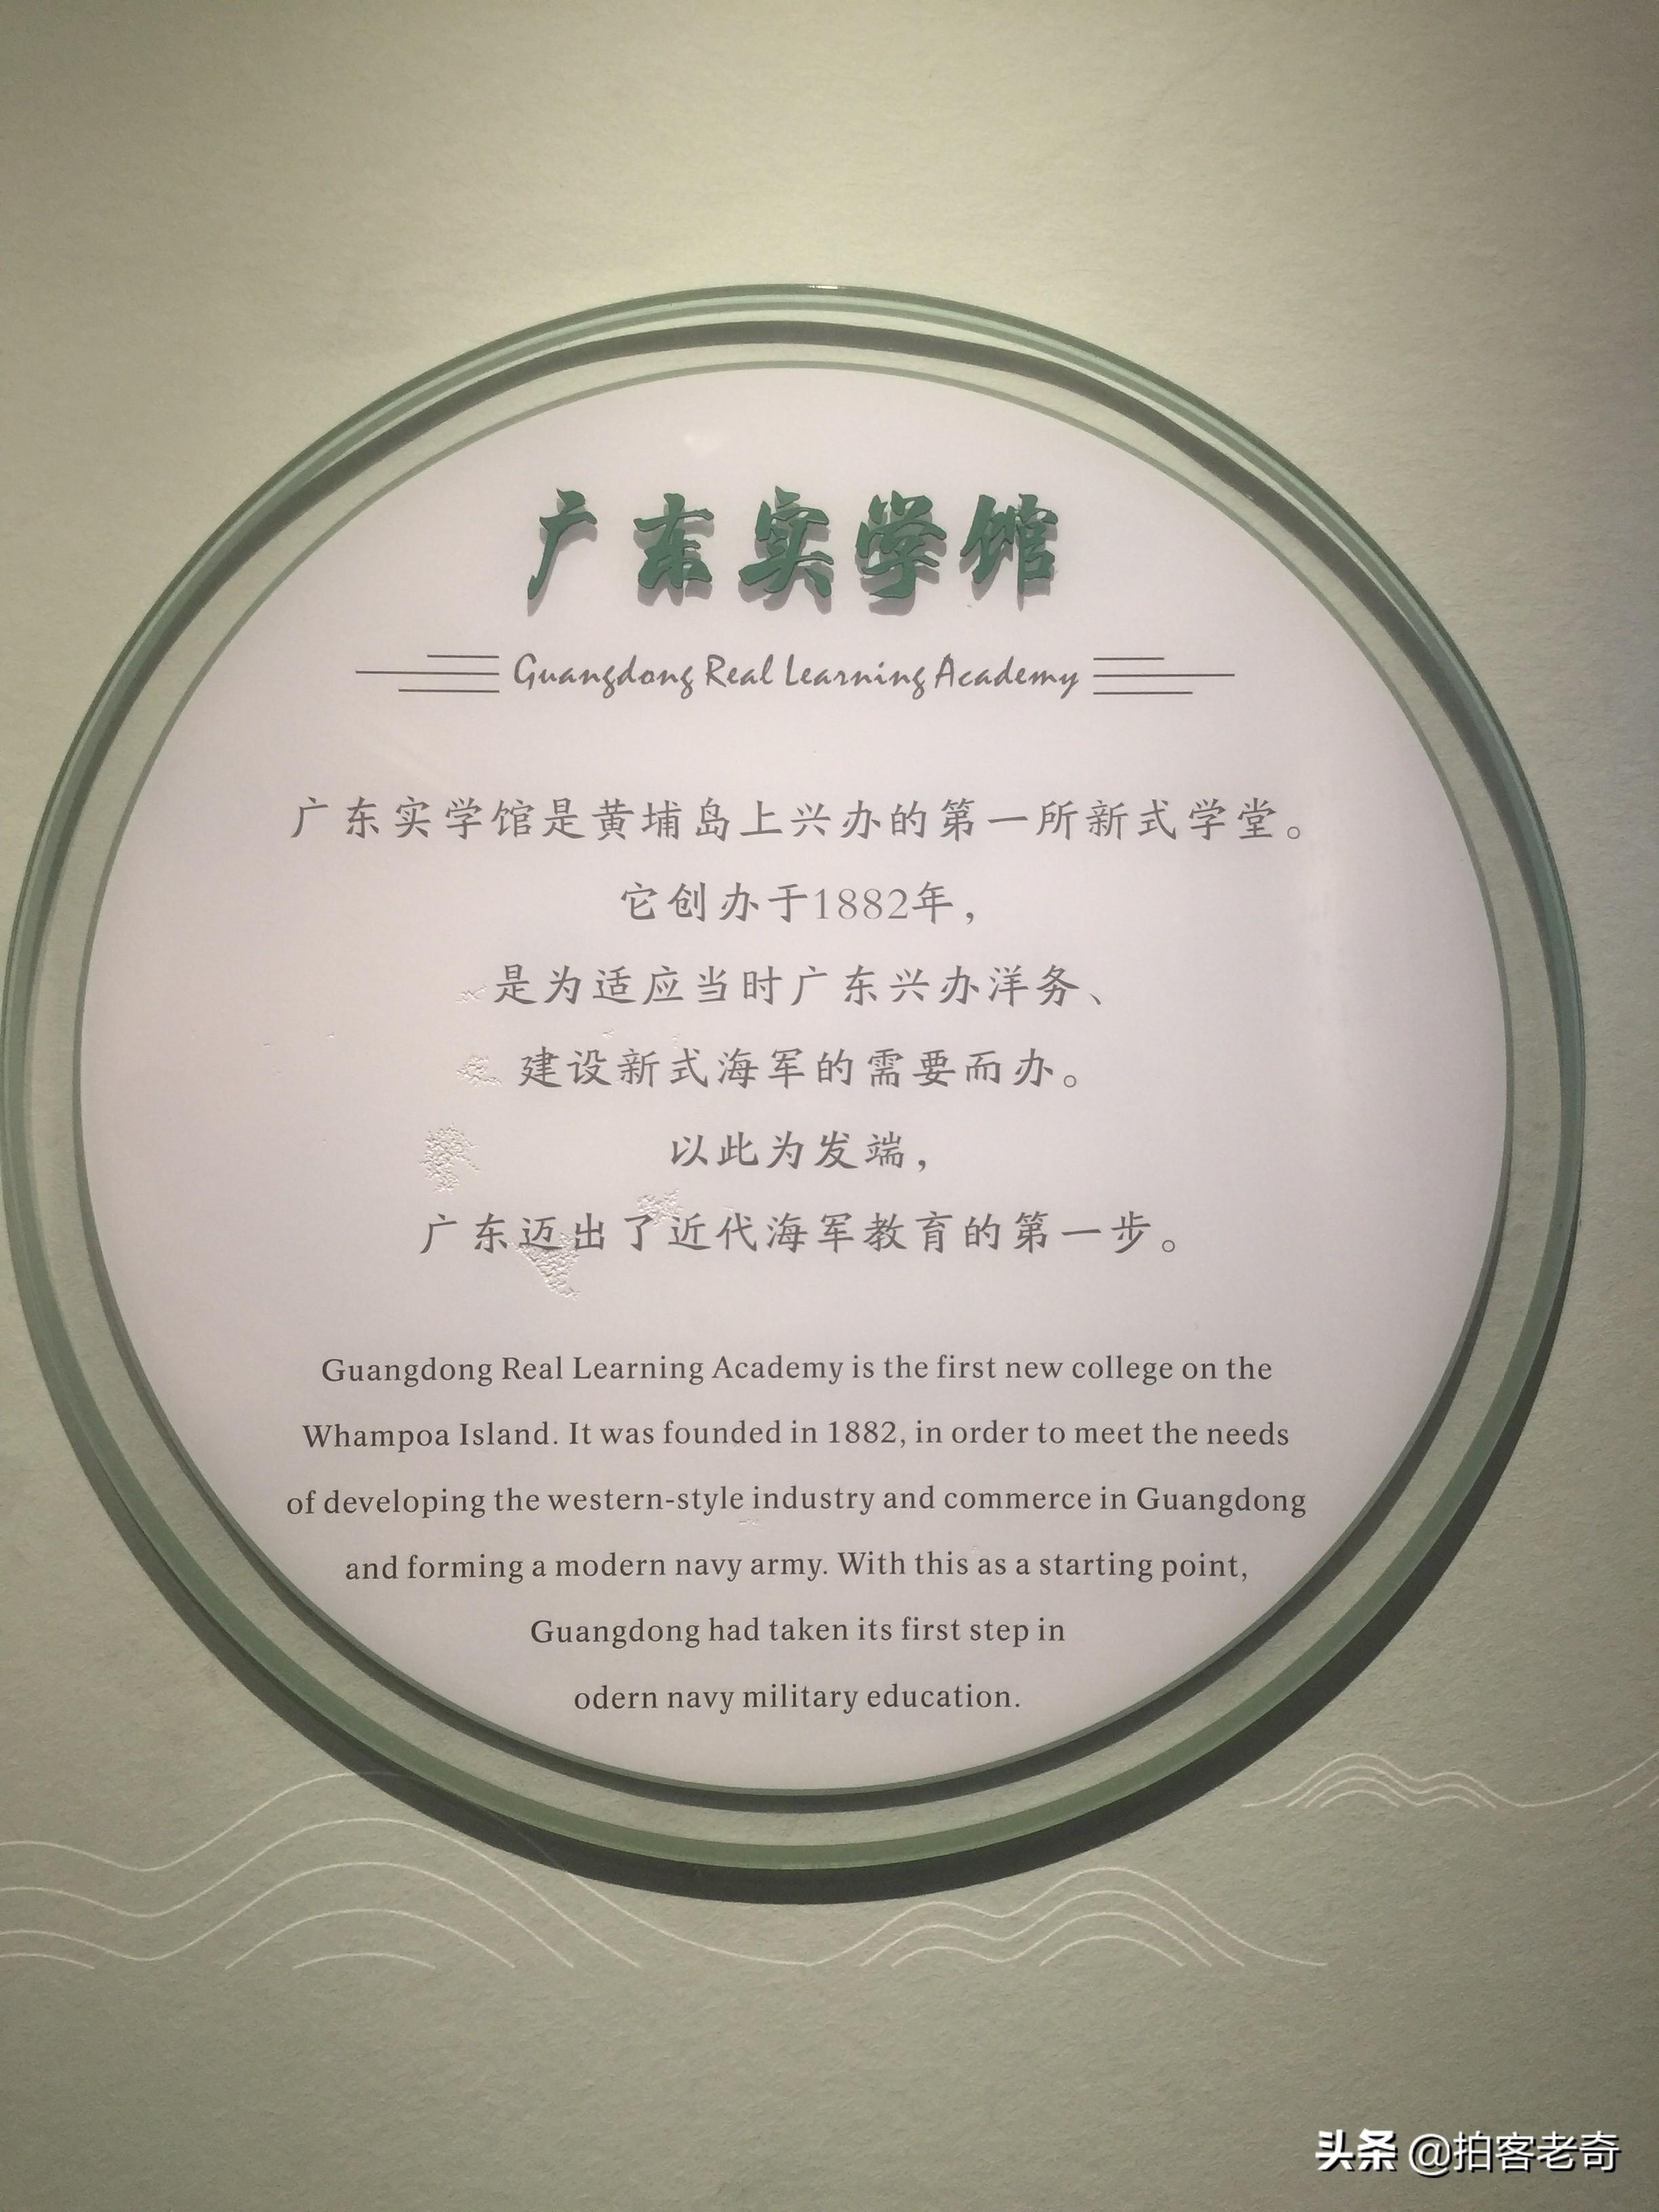 广东实学馆
Guangdong Real Learning Academy
广东实学馆是黄埔岛上兴办的第一所新式学堂。
它创办于1882年，
是为适应当时广东兴办洋务、
建设新式海军的需要而办。
以此为发端，
广东迈出了近代海军教育的第一步。
Guangdong Real Learning Academy is the first new college on the
Whampoa Island. It was founded in 1882, in order to meet the needs
of developing the western-style industry and commerce in Guangdong
and forming a modern navy army. With this as a starting point,
Guangdong had taken its first step in
odern navy military education.
头条 @拍客老奇